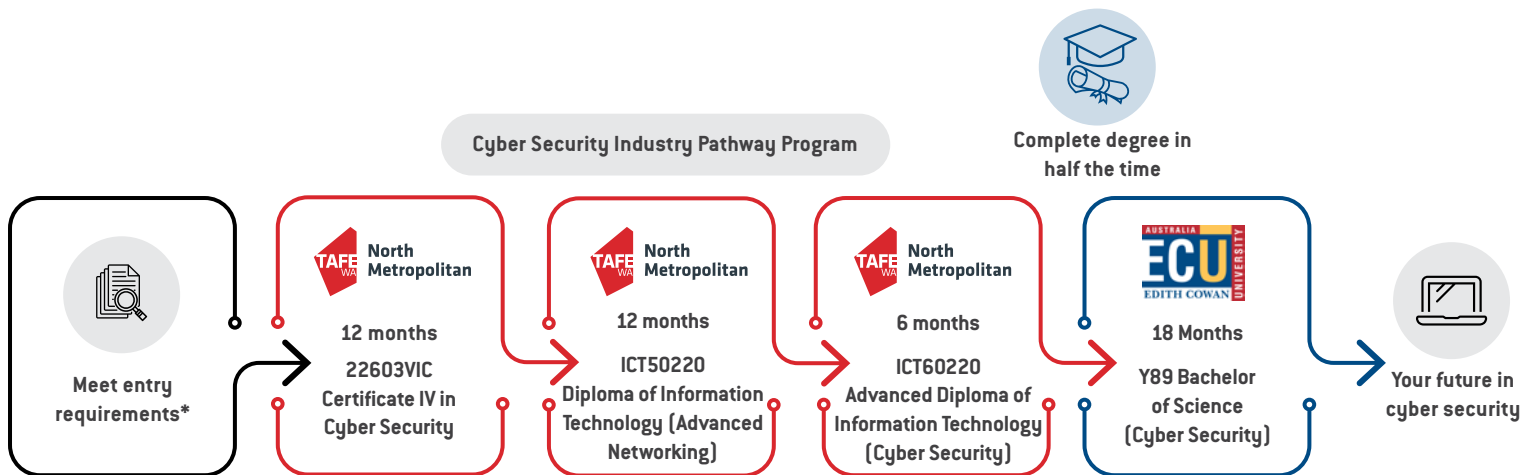 Complete degree in
half the time
Cyber Security Industry Pathway Program
Meet entry
requirements*
TAFE
WA
North
Metropolitan
12 months
22603VIC
Certificate IV in
Cyber Security
TAFE
WA
North
Metropolitan
12 months
ICT50220
Diploma of Information
Technology (Advanced
Networking)
TAFE
WA
North
Metropolitan
6 months
ICT60220
Advanced Diploma of
Information Technology
(Cyber Security)
AUSTRALIA
ECU
EDITH COWAN
UNIVERSITY
18 Months
Y89 Bachelor
of Science
(Cyber Security)
Your future in
cyber security